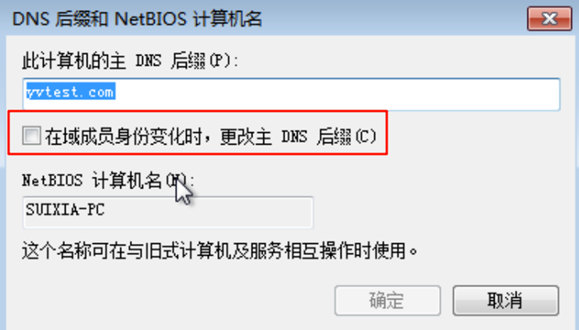 DNS 后缀和 NetBIOS 计算机名
此计算机的主 DNS 后缀(P):
yvtest.com
在域成员身份变化时，更改主 DNS 后缀(C)
NetBIOS 计算机名(N):
SUIXIA-PC
这个名称可在与旧式计算机及服务相互操作时使用。
确定
取消